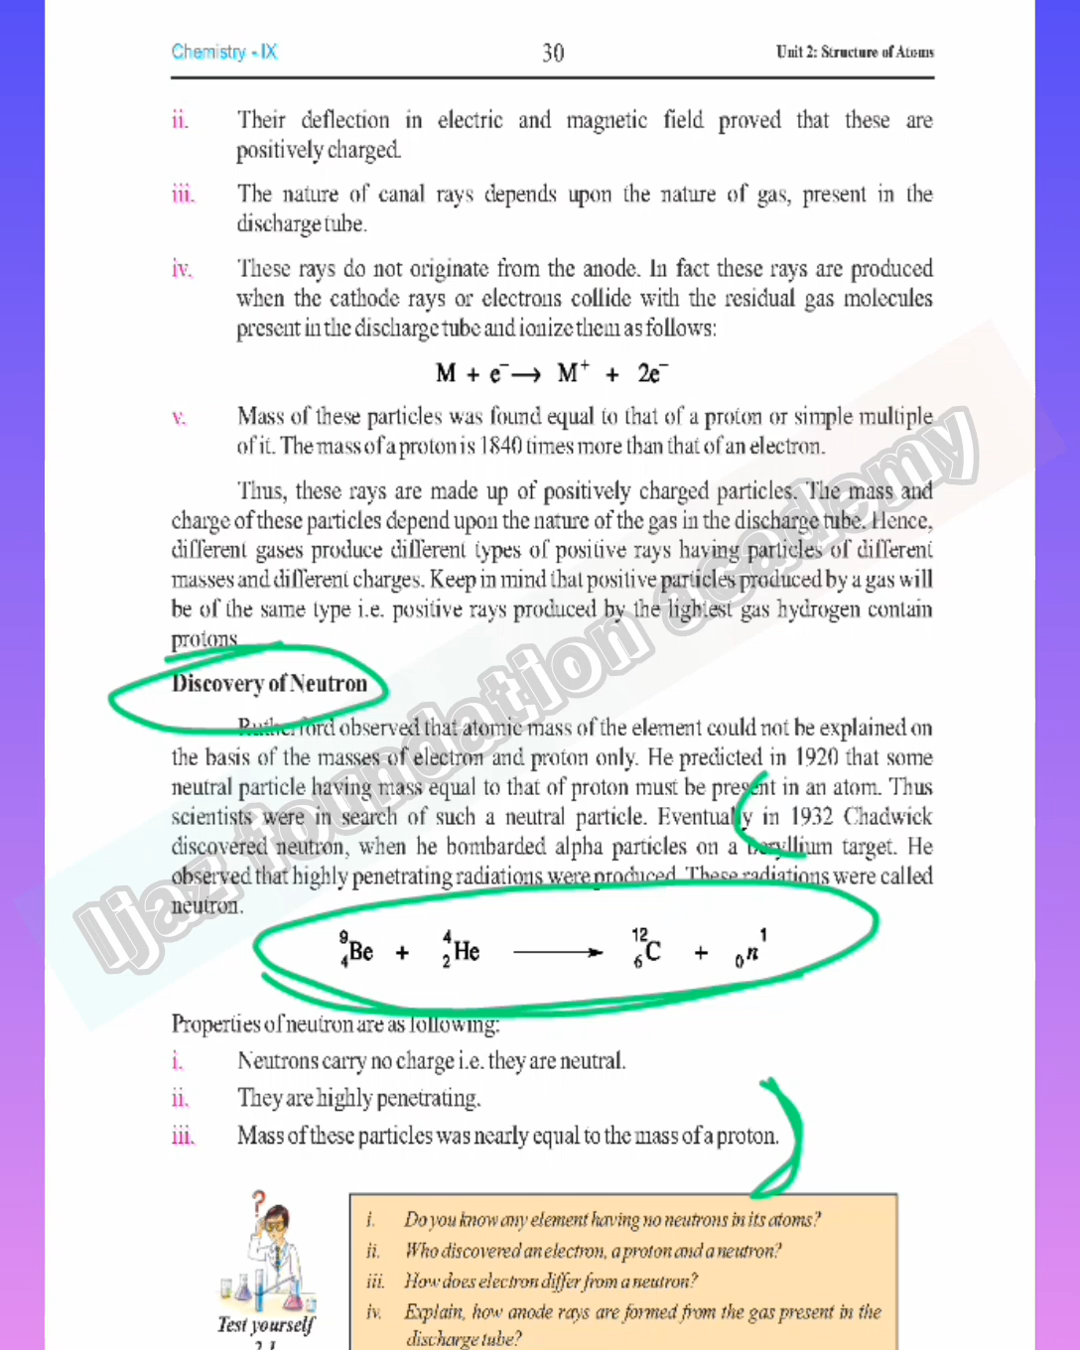 Chemistry - IX 30 Unit 2: Structure of Atoms
ii. Their deflection in electric and magnetic field proved that these are
positively charged.
iii. The nature of canal rays depends upon the nature of gas, present in the
discharge tube.
iv. These rays do not originate from the anode. In fact these rays are produced
when the cathode rays or electrons collide with the residual gas molecules
present in the discharge tube and ionize them as follows:
M + e⁻ → M⁺ + 2e⁻
v. Mass of these particles was found equal to that of a proton or simple multiple
of it. The mass of a proton is 1840 times more than that of an electron.
Thus, these rays are made up of positively charged particles. The mass and
charge of these particles depend upon the nature of the gas in the discharge tube. Hence,
different gases produce different types of positive rays having particles of different
masses and different charges. Keep in mind that positive particles produced by a gas will
be of the same type i.e. positive rays produced by the lightest gas hydrogen contain
protons
Discovery of Neutron
Rutherford observed that atomic mass of the element could not be explained on
the basis of the masses of electron and proton only. He predicted in 1920 that some
neutral particle having mass equal to that of proton must be present in an atom. Thus
scientists were in search of such a neutral particle. Eventually in 1932 Chadwick
discovered neutron, when he bombarded alpha particles on a beryllium target. He
observed that highly penetrating radiations were produced. These radiations were called
neutron.
⁹₄Be + ⁴₂He → ¹²₆C + ₀n¹
Properties of neutron are as following:
i. Neutrons carry no charge i.e. they are neutral.
ii. They are highly penetrating.
iii. Mass of these particles was nearly equal to the mass of a proton.
?
Test yourself
2.1
i. Do you know any element having no neutrons in its atoms?
ii. Who discovered an electron, a proton and a neutron?
iii. How does electron differ from a neutron?
iv. Explain, how anode rays are formed from the gas present in the
discharge tube?
Ijaz foundation academy